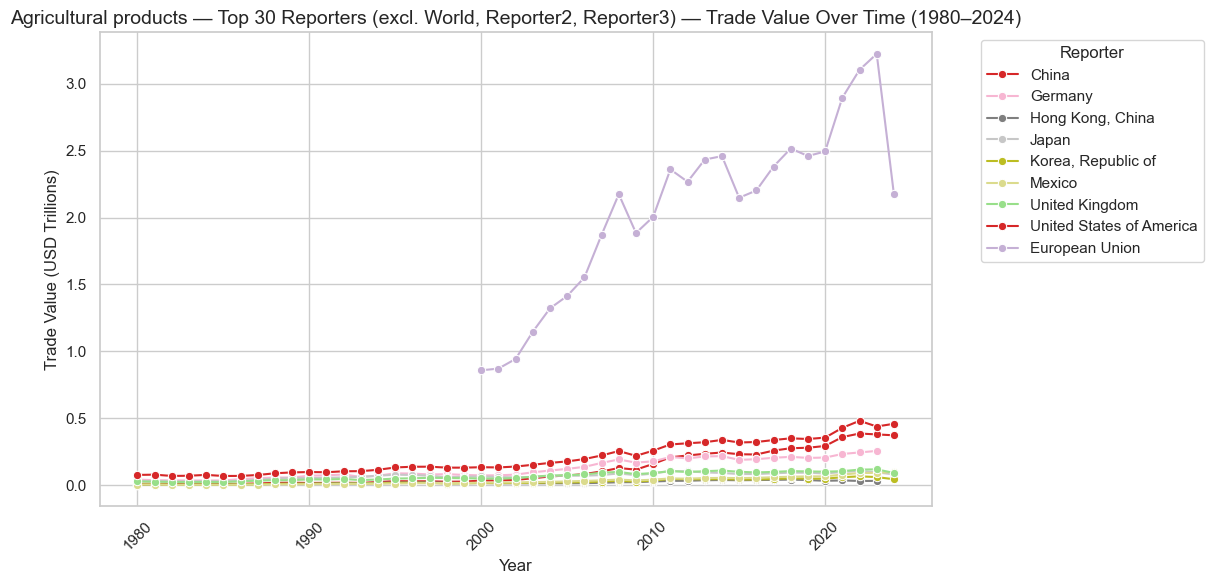 Agricultural products — Top 30 Reporters (excl. World, Reporter2, Reporter3) — Trade Value Over Time (1980–2024)
Trade Value (USD Trillions)
3.0
2.5
2.0
1.5
1.0
0.5
0.0
1980
1990
2000
2010
2020
Year
Reporter
China
Germany
Hong Kong, China
Japan
Korea, Republic of
Mexico
United Kingdom
United States of America
European Union